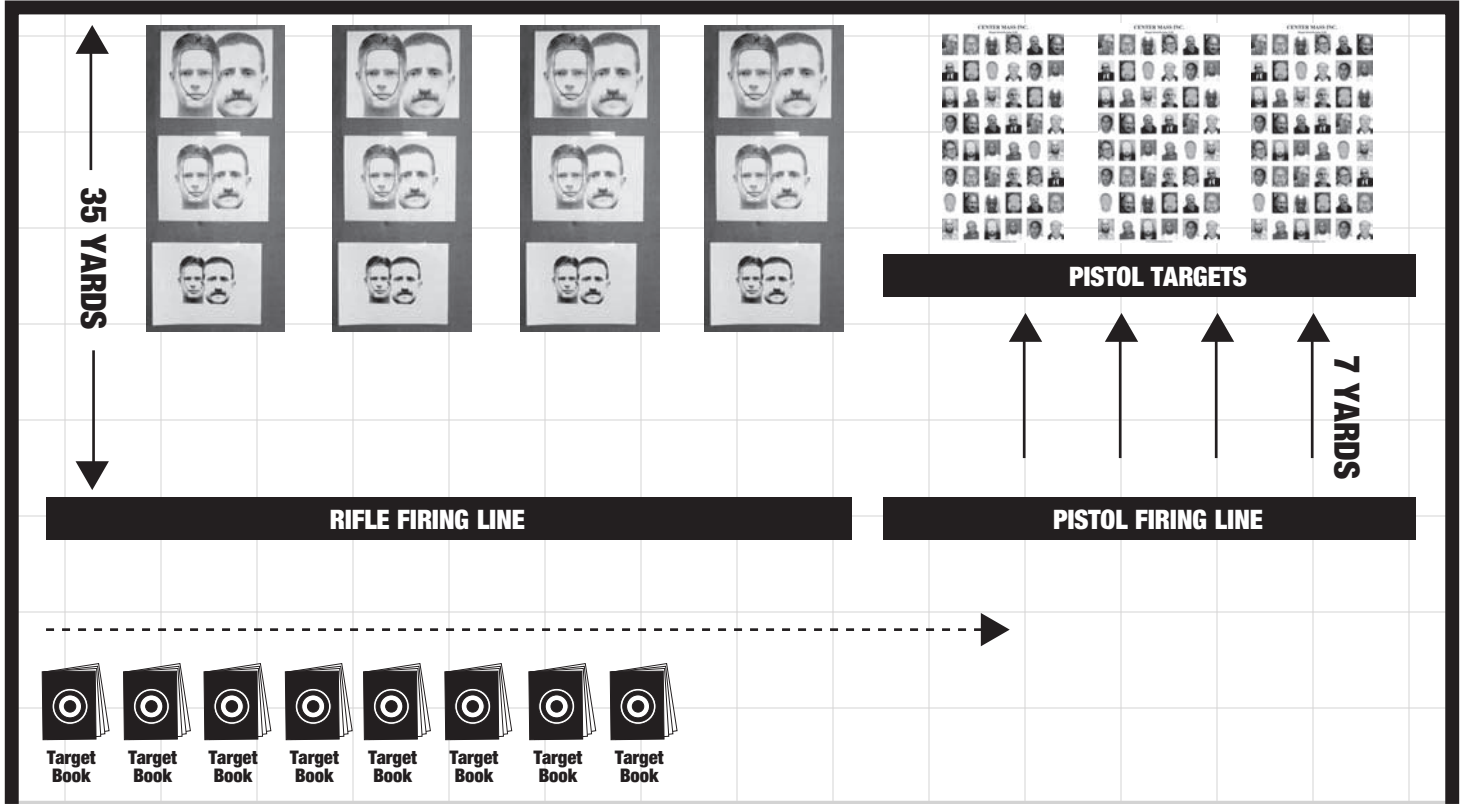 CENTER MASS INC.
CENTER MASS INC.
CENTER MASS INC.
35 YARDS
PISTOL TARGETS
7 YARDS
RIFLE FIRING LINE
PISTOL FIRING LINE
Target
Book
Target
Book
Target
Book
Target
Book
Target
Book
Target
Book
Target
Book
Target
Book